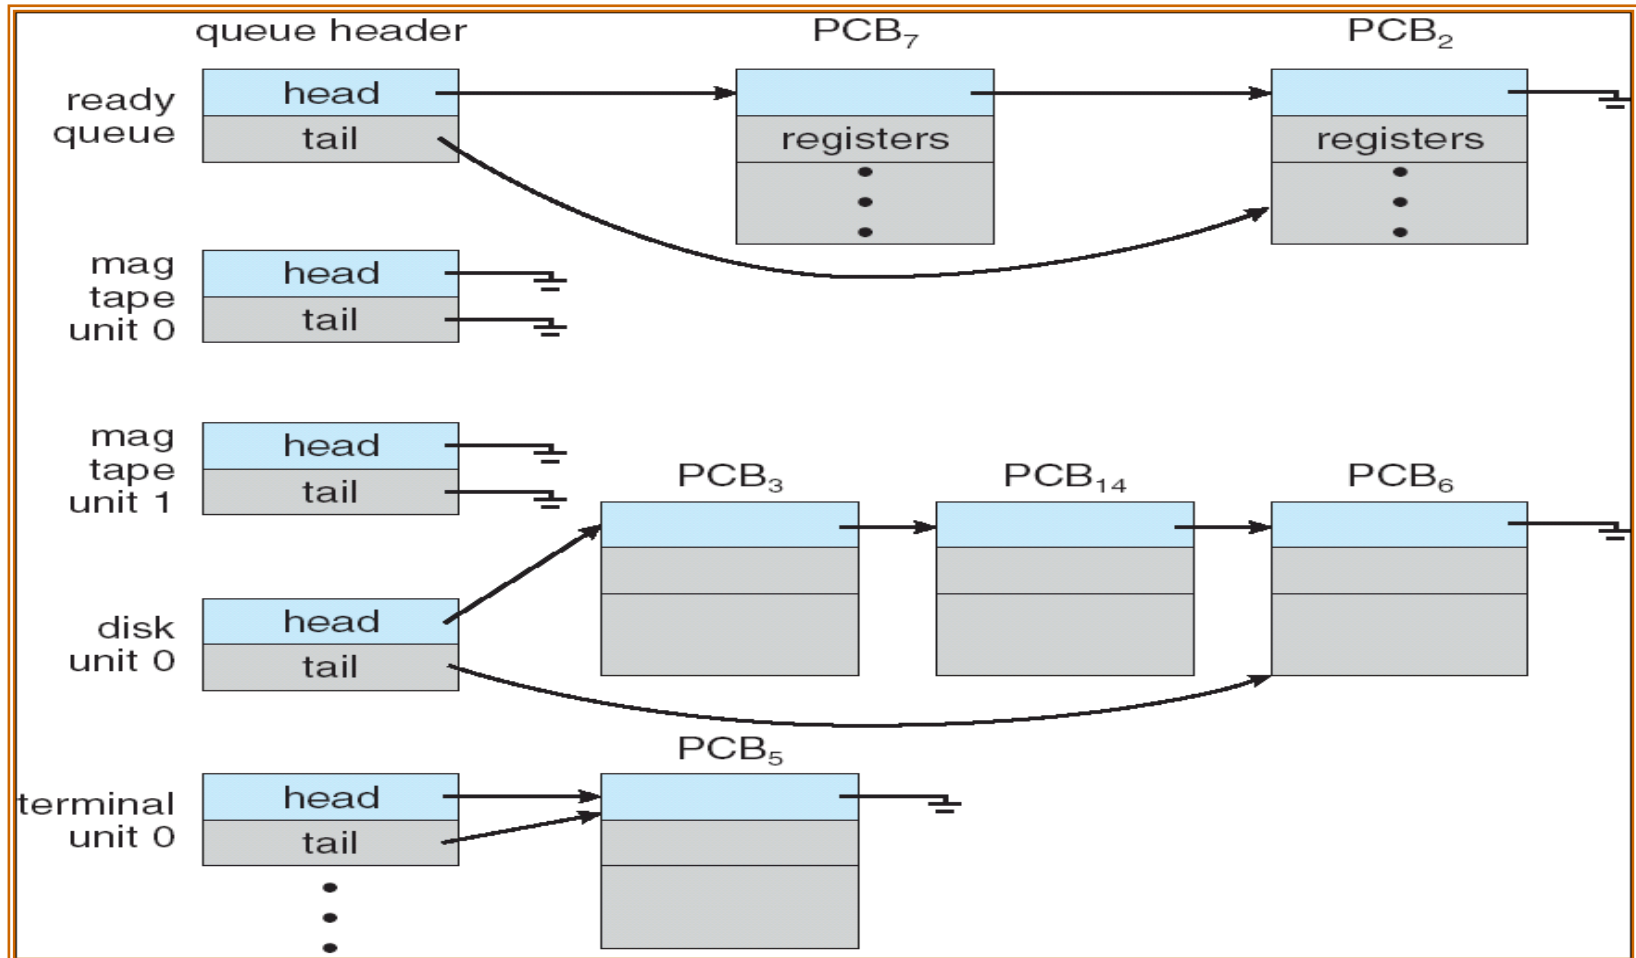 queue header
PCB₇
PCB₂
ready
queue
head
tail
registers
registers
mag
tape
unit 0
head
tail
mag
tape
unit 1
head
tail
PCB₃
PCB₁₄
PCB₆
disk
unit 0
head
tail
PCB₅
terminal
unit 0
head
tail